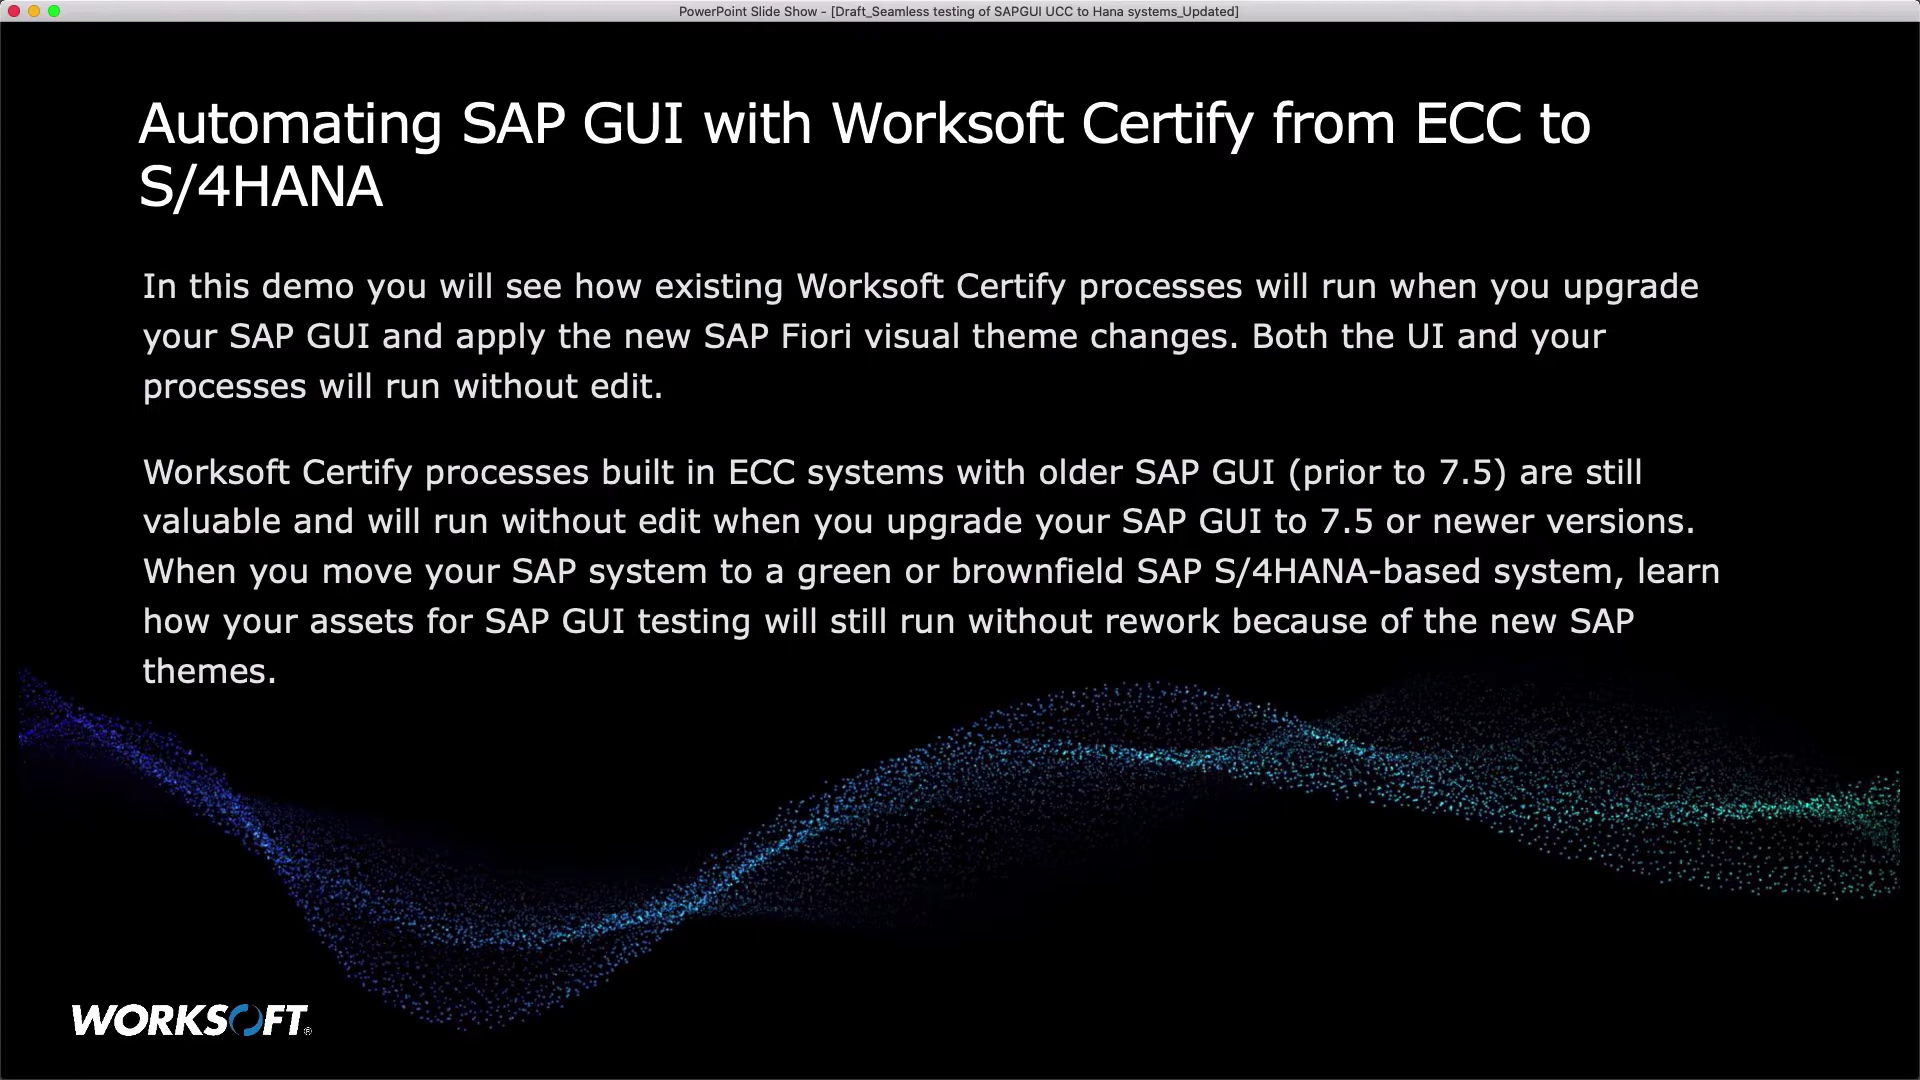 PowerPoint Slide Show - [Draft_Seamless testing of SAPGUI UCC to Hana systems_Updated]
Automating SAP GUI with Worksoft Certify from ECC to
S/4HANA
In this demo you will see how existing Worksoft Certify processes will run when you upgrade
your SAP GUI and apply the new SAP Fiori visual theme changes. Both the UI and your
processes will run without edit.
Worksoft Certify processes built in ECC systems with older SAP GUI (prior to 7.5) are still
valuable and will run without edit when you upgrade your SAP GUI to 7.5 or newer versions.
When you move your SAP system to a green or brownfield SAP S/4HANA-based system, learn
how your assets for SAP GUI testing will still run without rework because of the new SAP
themes.
WORKSOFT®